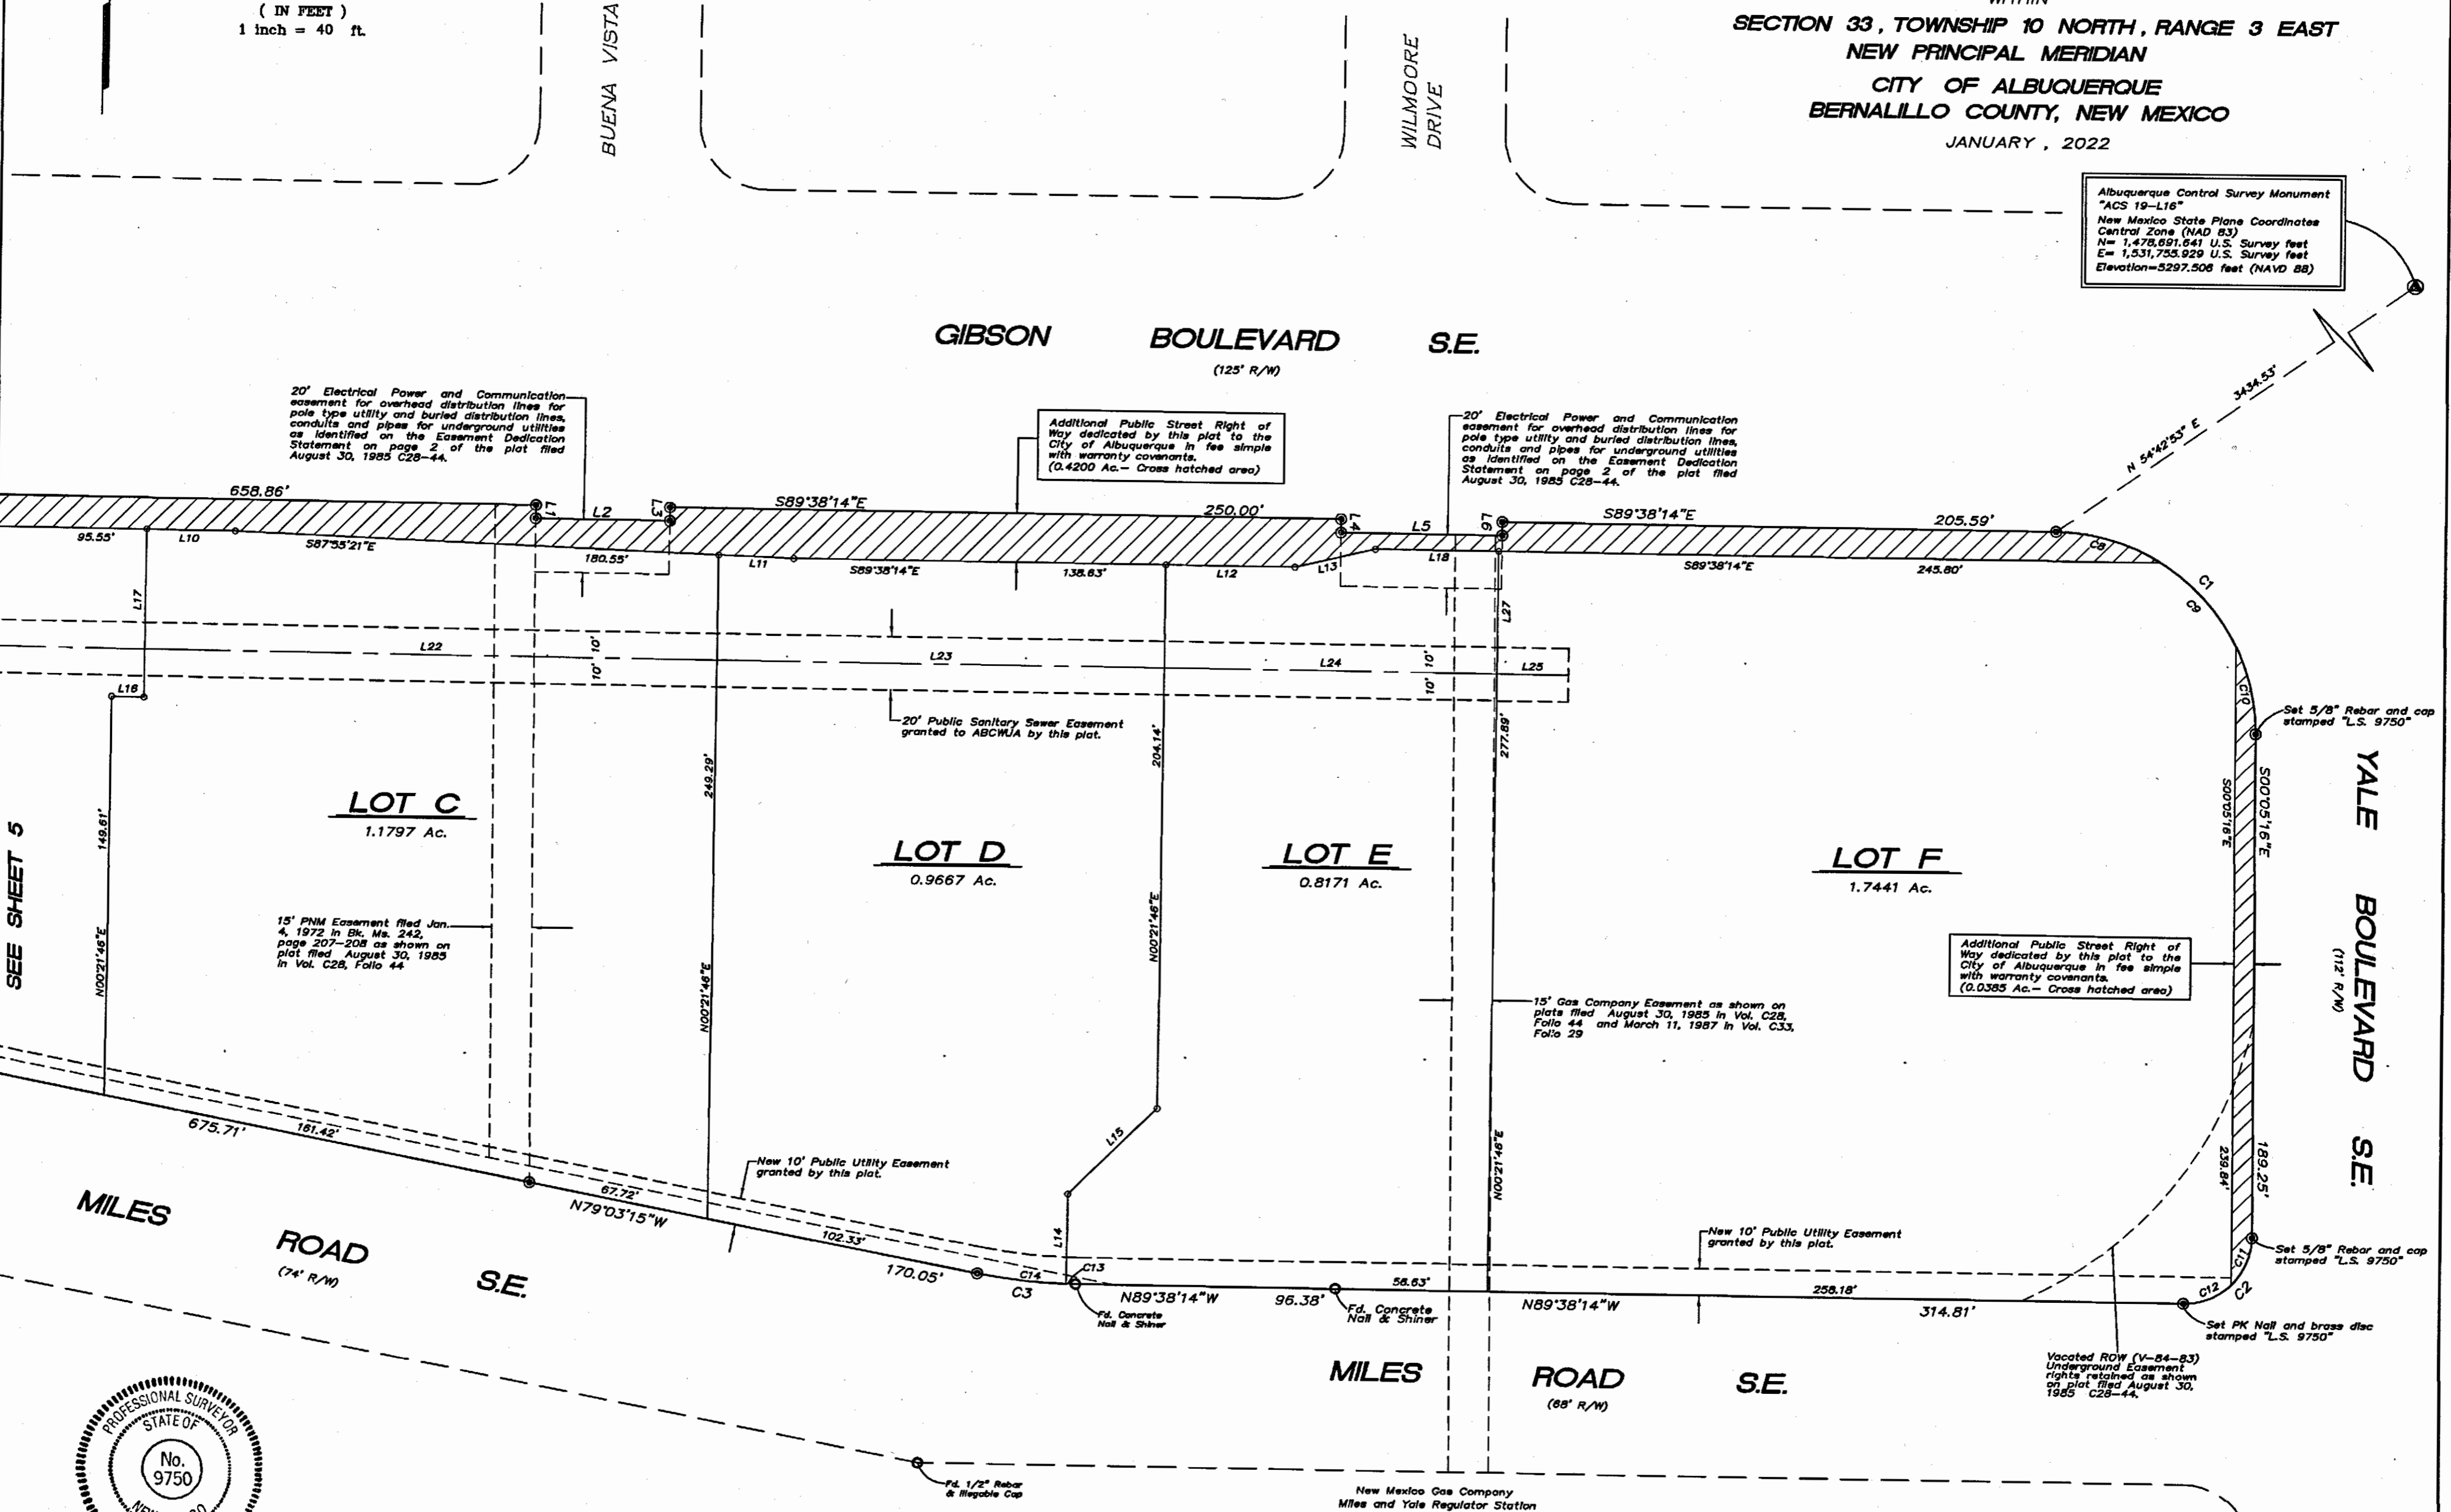 ( IN FEET )
1 inch = 40 ft.
BUENA VISTA
WILMOORE
DRIVE
WITHIN
SECTION 33, TOWNSHIP 10 NORTH, RANGE 3 EAST
NEW PRINCIPAL MERIDIAN
CITY OF ALBUQUERQUE
BERNALILLO COUNTY, NEW MEXICO
JANUARY, 2022
Albuquerque Control Survey Monument
"ACS 19-L16"
New Mexico State Plane Coordinates
Central Zone (NAD 83)
N= 1,478,691.641 U.S. Survey feet
E= 1,531,755.929 U.S. Survey feet
Elevation=5297.506 feet (NAVD 88)
GIBSON BOULEVARD S.E.
(125' R/W)
N 54°42'53" E 3434.53'
20' Electrical Power and Communication
easement for overhead distribution lines for
pole type utility and buried distribution lines,
conduits and pipes for underground utilities
as identified on the Easement Dedication
Statement on page 2 of the plat filed
August 30, 1985 C28-44.
Additional Public Street Right of
Way dedicated by this plat to the
City of Albuquerque in fee simple
with warranty covenants.
(0.4200 Ac.- Cross hatched area)
20' Electrical Power and Communication
easement for overhead distribution lines for
pole type utility and buried distribution lines,
conduits and pipes for underground utilities
as identified on the Easement Dedication
Statement on page 2 of the plat filed
August 30, 1985 C28-44.
658.86'
L1
L2
L3
S89°38'14"E
250.00'
L4
L5
L6
S89°38'14"E
205.59'
95.55'
L10
S87°55'21"E
180.55'
L11
S89°38'14"E
138.63'
L12
L13
L18
S89°38'14"E
245.80'
C8
C1
C9
L17
L27
L22
10' 10'
L23
L24
10'
10'
L25
L16
C10
20' Public Sanitary Sewer Easement
granted to ABCWUA by this plat.
Set 5/8" Rebar and cap
stamped "L.S. 9750"
249.29'
204.14'
277.89'
149.61'
LOT C
1.1797 Ac.
LOT D
0.9667 Ac.
LOT E
0.8171 Ac.
LOT F
1.7441 Ac.
S00°05'16"E
S00°05'16"E
YALE BOULEVARD S.E.
(112' R/W)
SEE SHEET 5
15' PNM Easement filed Jan.
4, 1972 in Bk. Ms. 242,
page 207-208 as shown on
plat filed August 30, 1985
in Vol. C28, Folio 44
N00°21'46"E
N00°21'46"E
N00°21'46"E
N00°21'46"E
Additional Public Street Right of
Way dedicated by this plat to the
City of Albuquerque in fee simple
with warranty covenants.
(0.0385 Ac.- Cross hatched area)
15' Gas Company Easement as shown on
plats filed August 30, 1985 in Vol. C28,
Folio 44 and March 11, 1987 in Vol. C33,
Folio 29
675.71'
161.42'
L15
New 10' Public Utility Easement
granted by this plat.
67.72'
N79°03'15"W
102.33'
170.05'
L14
C14
C3
C13
Fd. Concrete
Nail & Shiner
N89°38'14"W
96.38'
56.63'
Fd. Concrete
Nail & Shiner
N89°38'14"W
258.18'
314.81'
New 10' Public Utility Easement
granted by this plat.
239.84'
189.25'
C11
C12
C2
Set 5/8" Rebar and cap
stamped "L.S. 9750"
Set PK Nail and brass disc
stamped "L.S. 9750"
Vacated ROW (V-84-83)
Underground Easement
rights retained as shown
on plat filed August 30,
1985 C28-44.
MILES ROAD S.E.
(74' R/W)
MILES ROAD S.E.
(68' R/W)
PROFESSIONAL SURVEYOR
STATE OF
No.
9750
Fd. 1/2" Rebar
& Illegable Cap
New Mexico Gas Company
Miles and Yale Regulator Station